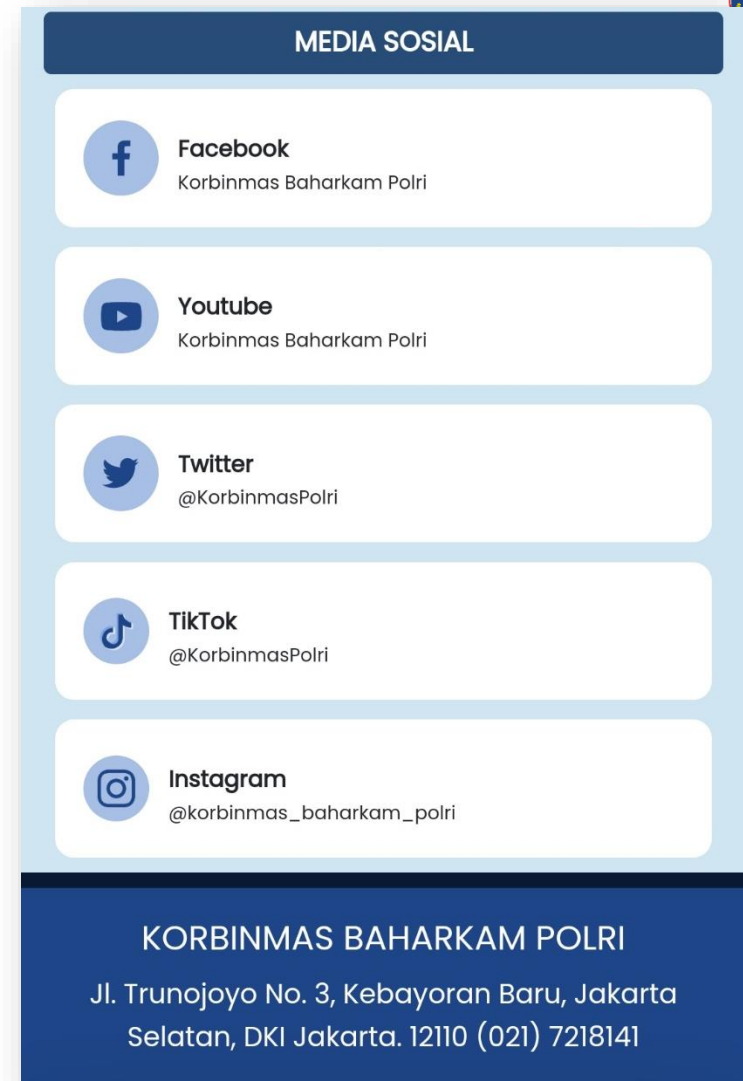 MEDIA SOSIAL
Facebook
Korbinmas Baharkam Polri
Youtube
Korbinmas Baharkam Polri
Twitter
@KorbinmasPolri
TikTok
@KorbinmasPolri
Instagram
@korbinmas_baharkam_polri
KORBINMAS BAHARKAM POLRI
Jl. Trunojoyo No. 3, Kebayoran Baru, Jakarta
Selatan, DKI Jakarta. 12110 (021) 7218141